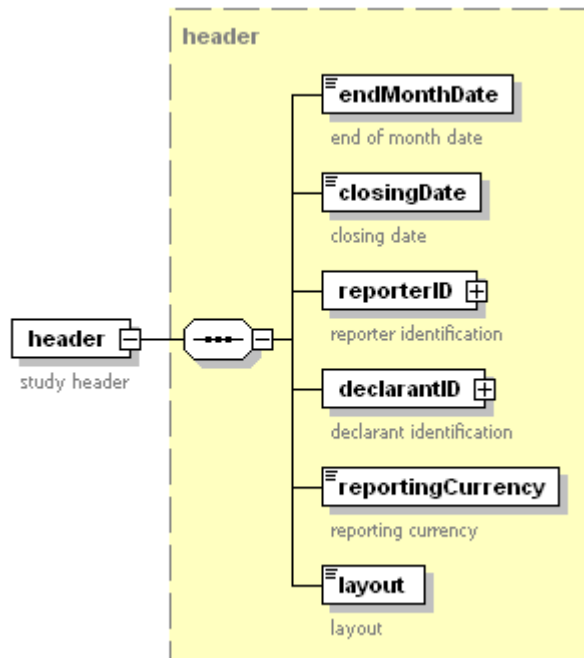 header
endMonthDate
end of month date
closingDate
closing date
reporterID
reporter identification
header
study header
declarantID
declarant identification
reportingCurrency
reporting currency
layout
layout